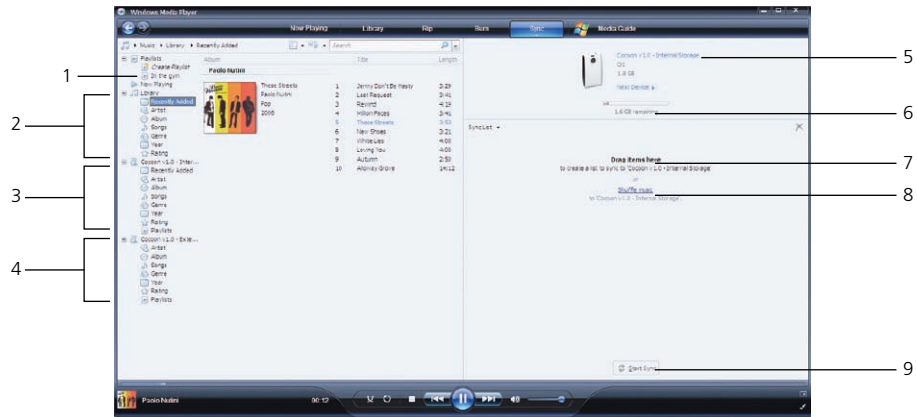 Windows Media Player
Now Playing Library Rip Burn Sync Media Guide
Music Library Recently Added
Search
Album Title Length
Playlists
Create Playlist
In the gym
Now Playing
Library
Recently Added
Artist
Album
Songs
Genre
Year
Rating
Cocoon v1.0 - Inter...
Recently Added
Artist
Album
Songs
Genre
Year
Rating
Playlists
Cocoon v1.0 - Exte...
Artist
Album
Songs
Genre
Year
Rating
Playlists
Paolo Nutini
These Streets
Paolo Nutini
Pop
2006
1 Jenny Don't Be Hasty 3:29
2 Last Request 3:41
3 Rewind 4:19
4 Million Faces 3:41
5 These Streets 3:53
6 New Shoes 3:21
7 White Lies 4:00
8 Loving You 4:00
9 Autumn 2:50
10 Alloway Grove 14:12
Cocoon v1.0 - Internal Storage
1.8 GB
Next Device
1.6 GB remaining
Sync List
Drag items here
to create a list to sync to 'Cocoon v1.0 - Internal Storage'
or
Shuffle music
to 'Cocoon v1.0 - Internal Storage'.
Start Sync
Paolo Nutini 00:12
1
2
3
4
5
6
7
8
9